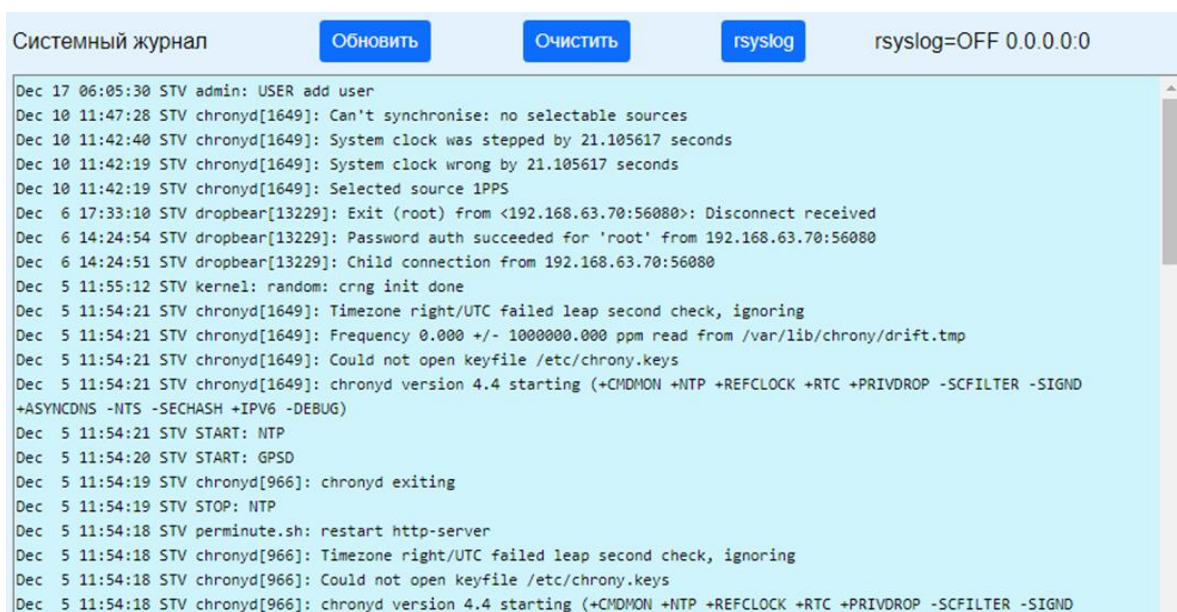 Системный журнал Обновить Очистить rsyslog rsyslog=OFF 0.0.0.0:0
Dec 17 06:05:30 STV admin: USER add user
Dec 10 11:47:28 STV chronyd[1649]: Can't synchronise: no selectable sources
Dec 10 11:42:40 STV chronyd[1649]: System clock was stepped by 21.105617 seconds
Dec 10 11:42:19 STV chronyd[1649]: System clock wrong by 21.105617 seconds
Dec 10 11:42:19 STV chronyd[1649]: Selected source 1PPS
Dec  6 17:33:10 STV dropbear[13229]: Exit (root) from <192.168.63.70:56080>: Disconnect received
Dec  6 14:24:54 STV dropbear[13229]: Password auth succeeded for 'root' from 192.168.63.70:56080
Dec  6 14:24:51 STV dropbear[13229]: Child connection from 192.168.63.70:56080
Dec  5 11:55:12 STV kernel: random: crng init done
Dec  5 11:54:21 STV chronyd[1649]: Timezone right/UTC failed leap second check, ignoring
Dec  5 11:54:21 STV chronyd[1649]: Frequency 0.000 +/- 1000000.000 ppm read from /var/lib/chrony/drift.tmp
Dec  5 11:54:21 STV chronyd[1649]: Could not open keyfile /etc/chrony.keys
Dec  5 11:54:21 STV chronyd[1649]: chronyd version 4.4 starting (+CMDMON +NTP +REFCLOCK +RTC +PRIVDROP -SCFILTER -SIGND
+ASYNCDNS -NTS -SECHASH +IPV6 -DEBUG)
Dec  5 11:54:21 STV START: NTP
Dec  5 11:54:20 STV START: GPSD
Dec  5 11:54:19 STV chronyd[966]: chronyd exiting
Dec  5 11:54:19 STV STOP: NTP
Dec  5 11:54:18 STV perminute.sh: restart http-server
Dec  5 11:54:18 STV chronyd[966]: Timezone right/UTC failed leap second check, ignoring
Dec  5 11:54:18 STV chronyd[966]: Could not open keyfile /etc/chrony.keys
Dec  5 11:54:18 STV chronyd[966]: chronyd version 4.4 starting (+CMDMON +NTP +REFCLOCK +RTC +PRIVDROP -SCFILTER -SIGND